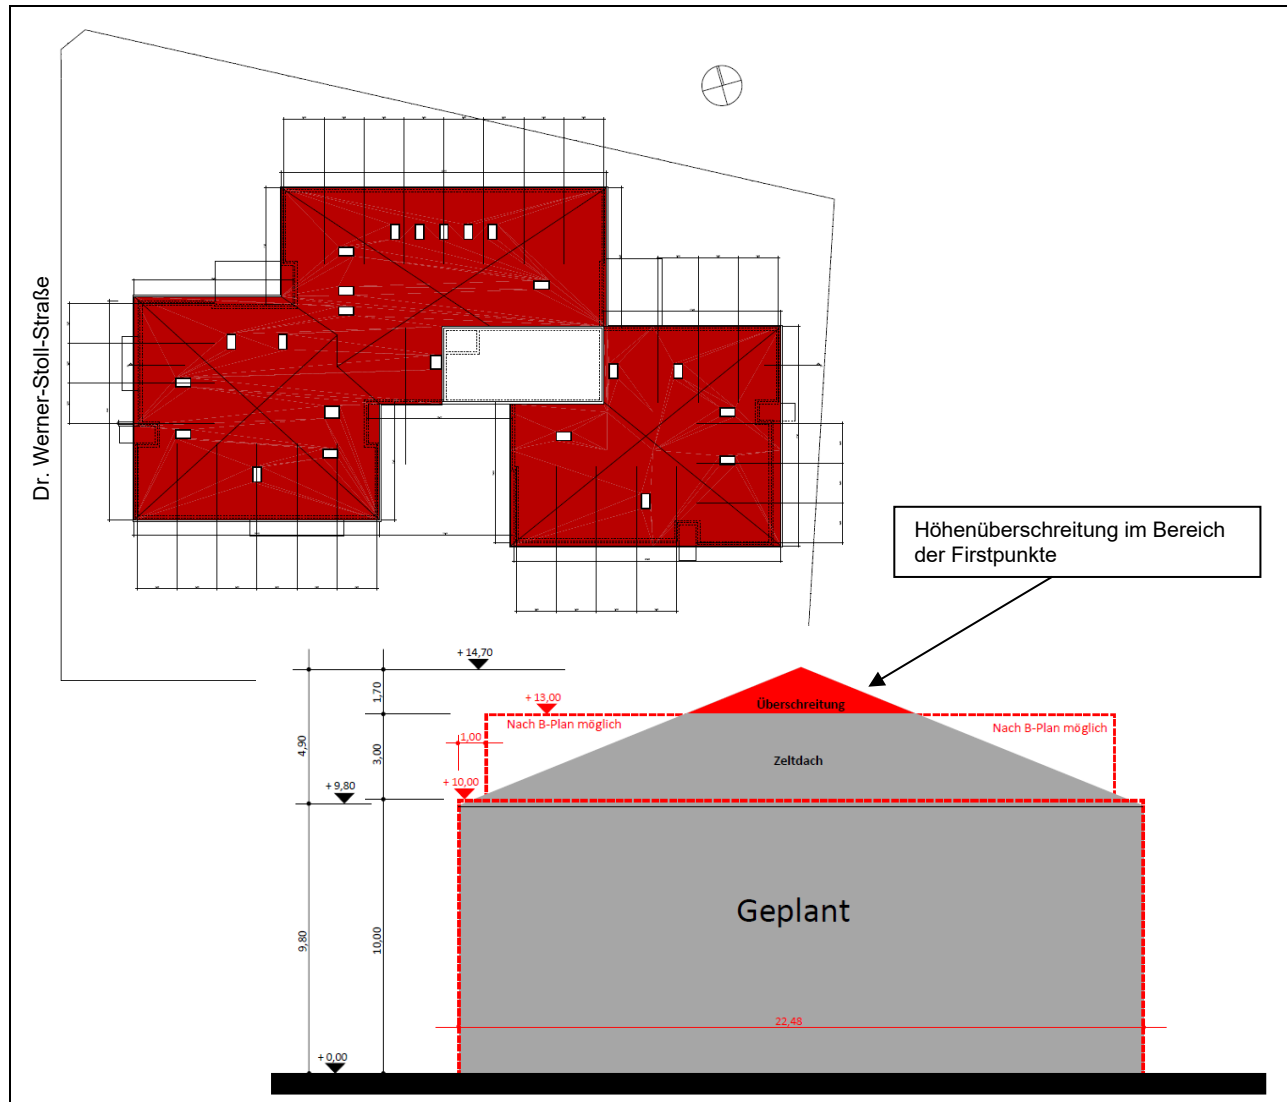 Dr. Werner-Stoll-Straße
Höhenüberschreitung im Bereich
der Firstpunkte
+ 14,70
1,70
+ 13,00
Überschreitung
Nach B-Plan möglich
Nach B-Plan möglich
4,90
3,00
1,00
Zeltdach
+ 10,00
+ 9,80
Geplant
9,80
10,00
22,48
+ 0,00